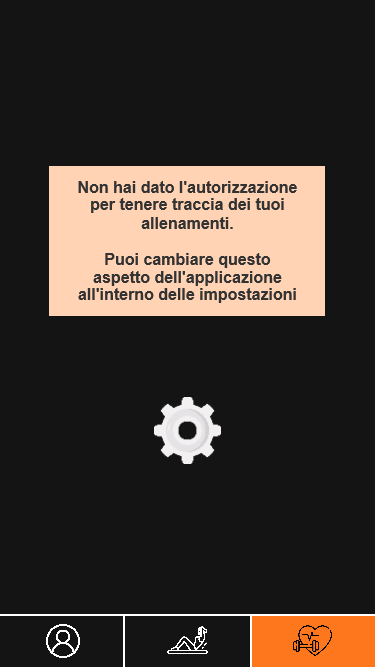 Non hai dato l'autorizzazione
per tenere traccia dei tuoi
allenamenti.
Puoi cambiare questo
aspetto dell'applicazione
all'interno delle impostazioni